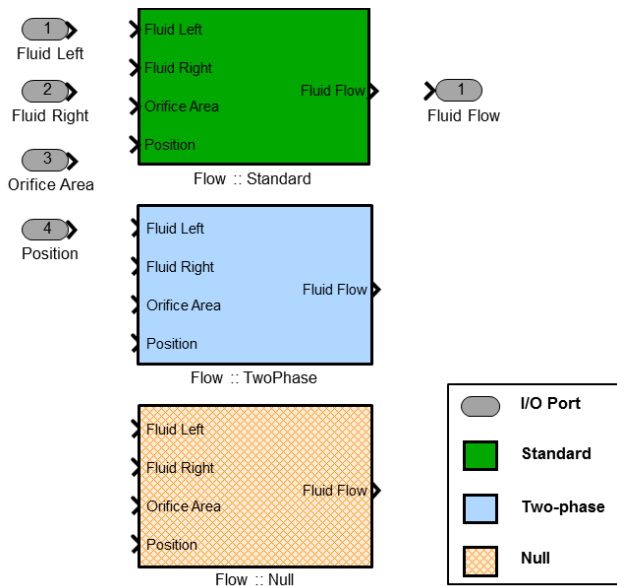 1
Fluid Left
2
Fluid Right
3
Orifice Area
4
Position
Fluid Left
Fluid Right
Orifice Area
Position
Fluid Flow
Flow :: Standard
1
Fluid Flow
Fluid Left
Fluid Right
Orifice Area
Position
Fluid Flow
Flow :: TwoPhase
Fluid Left
Fluid Right
Orifice Area
Position
Fluid Flow
Flow :: Null
I/O Port
Standard
Two-phase
Null